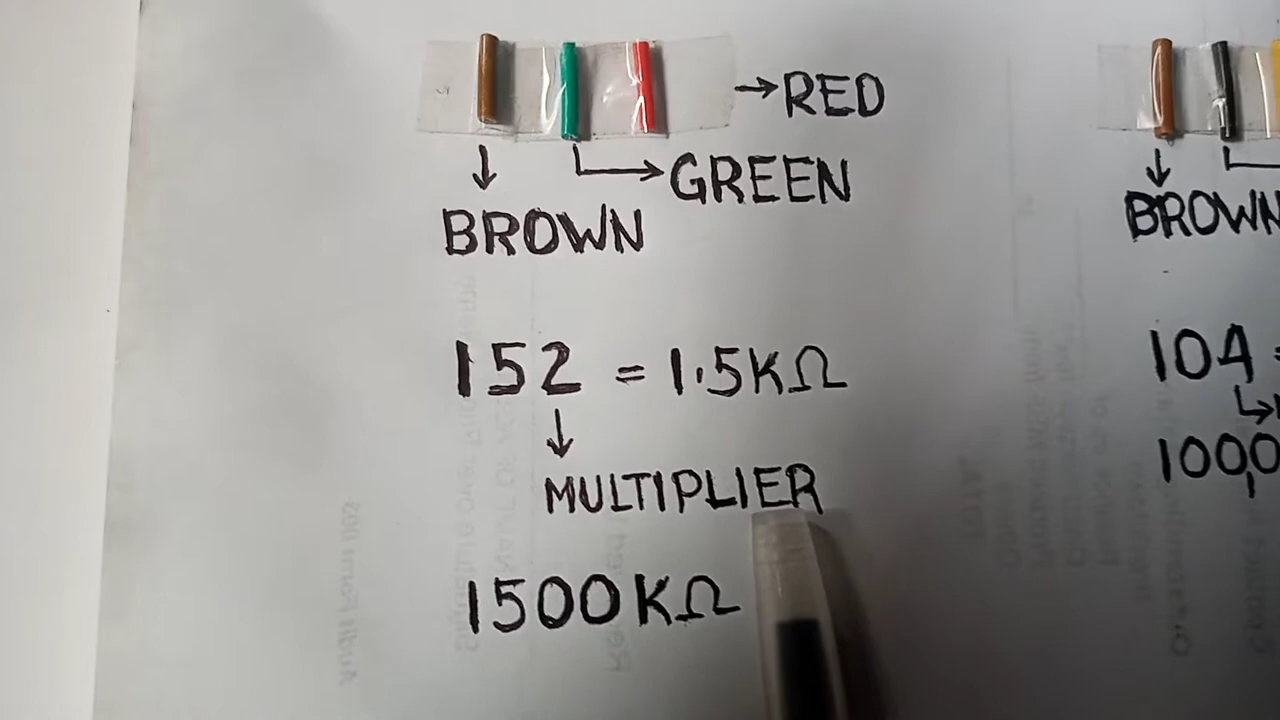 →RED
GREEN
BROWN
152 = 1.5KΩ
MULTIPLIER
1500KΩ
BROWN
104 =
100,0